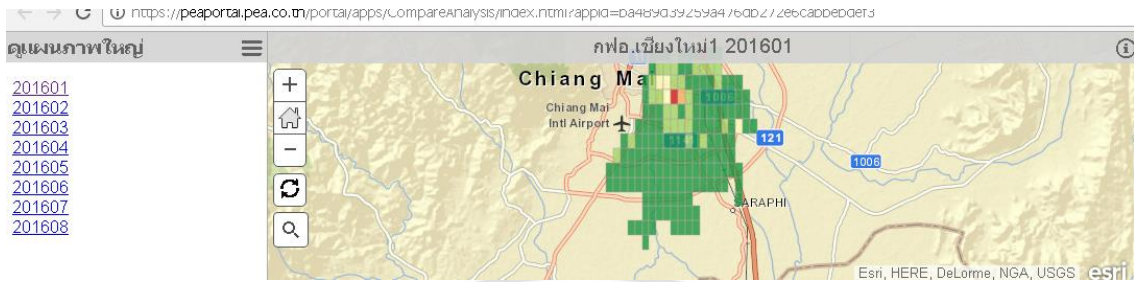 https://peaportal.pea.co.th/portal/apps/CompareAnalysis/index.html?appid=ba489d39259a476db272e6cabbebdef3
ดูแผนภาพใหญ่
กฟอ.เชียงใหม่1 201601
201601
201602
201603
201604
201605
201606
201607
201608
Chiang Ma
Chiang Mai
Intl Airport
1006
121
1006
SARAPHI
Esri, HERE, DeLorme, NGA, USGS
esri